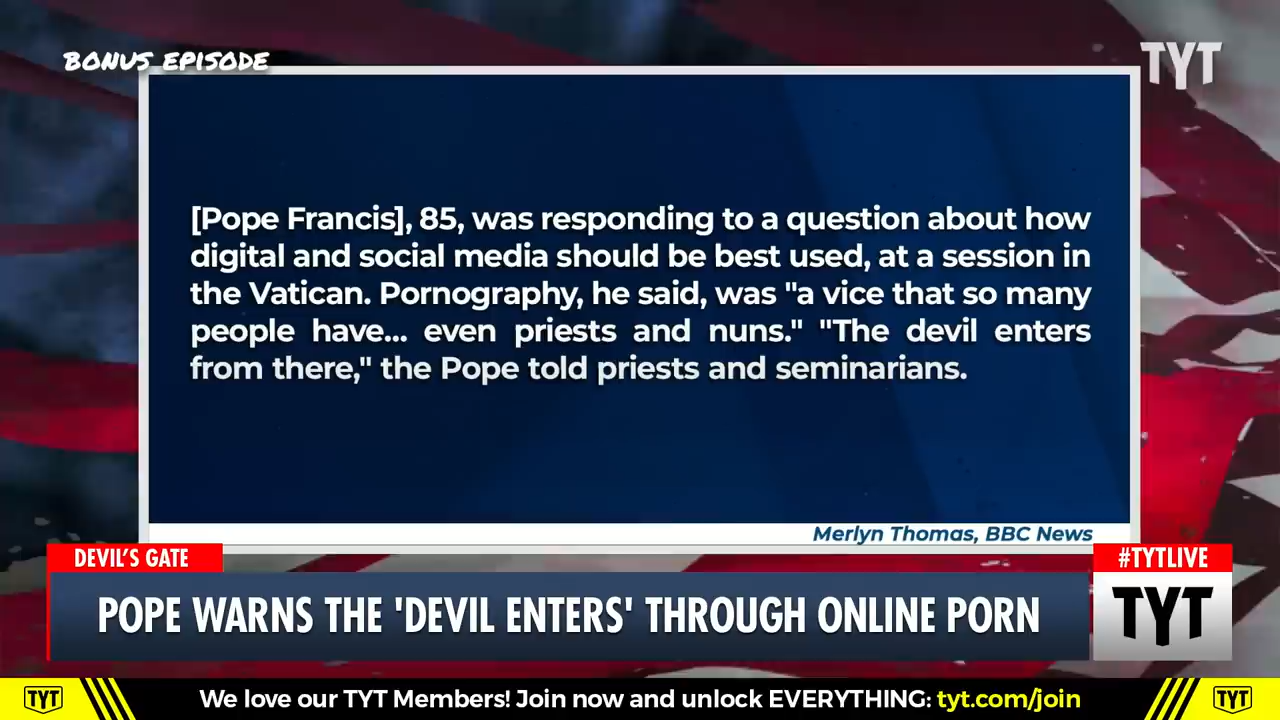 BONUS EPISODE
TYT
[Pope Francis], 85, was responding to a question about how
digital and social media should be best used, at a session in
the Vatican. Pornography, he said, was "a vice that so many
people have... even priests and nuns." "The devil enters
from there," the Pope told priests and seminarians.
Merlyn Thomas, BBC News
DEVIL'S GATE
#TYTLIVE
POPE WARNS THE 'DEVIL ENTERS' THROUGH ONLINE PORN
TYT
TYT
We love our TYT Members! Join now and unlock EVERYTHING: tyt.com/join
TYT